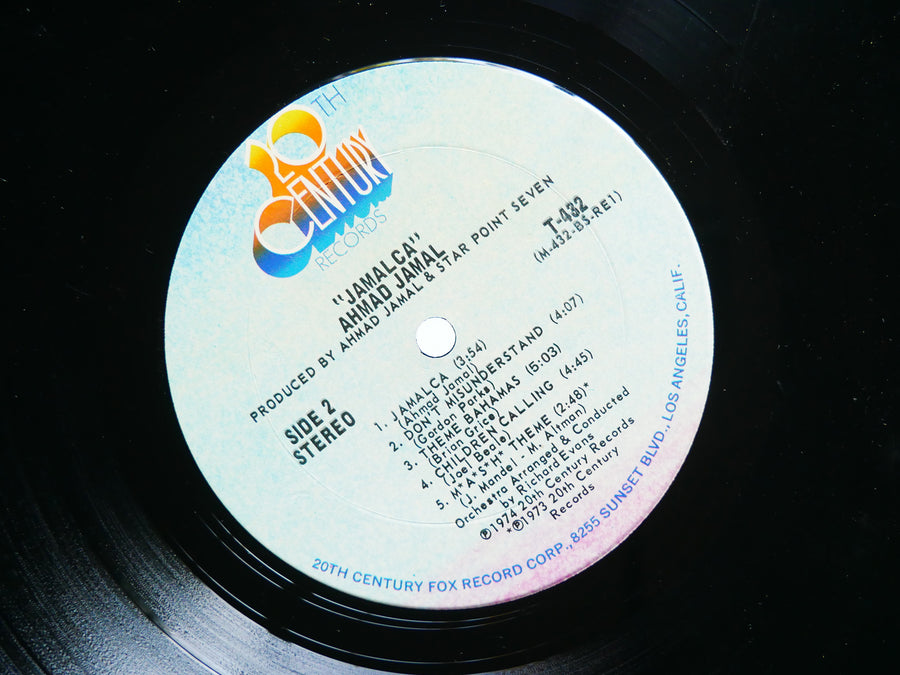 20TH
CENTURY
RECORDS
"JAMALCA"
AHMAD JAMAL
PRODUCED BY AHMAD JAMAL & STAR POINT SEVEN
T-432
(M-432-BS-RE1)
SIDE 2
STEREO
1. JAMALCA (3:54)
(Ahmad Jamal)
2. DON'T MISUNDERSTAND (4:07)
(Gordon Parks)
3. THEME BAHAMAS (5:03)
(Brian Grice)
4. CHILDREN CALLING (4:45)
(Joel Beale)
5. M*A*S*H* THEME (2:48)*
(J. Mandel - M. Altman)
Orchestra Arranged & Conducted
by Richard Evans
℗1974 20th Century Records
*℗1973 20th Century
Records
20TH CENTURY FOX RECORD CORP., 8255 SUNSET BLVD., LOS ANGELES, CALIF.